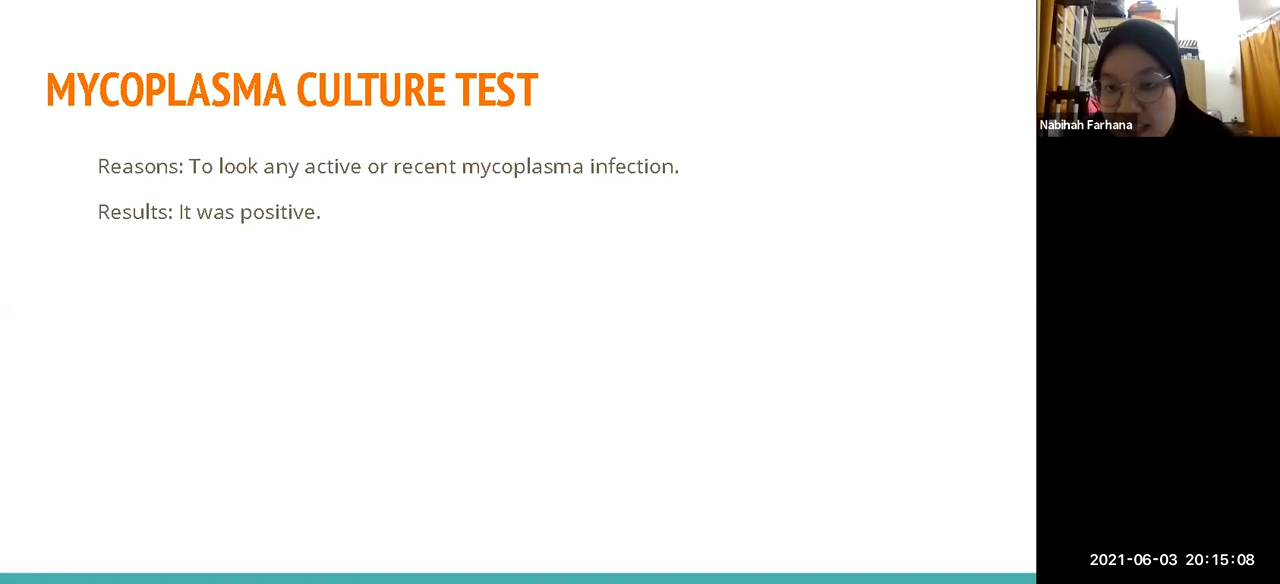 MYCOPLASMA CULTURE TEST
Reasons: To look any active or recent mycoplasma infection.
Results: It was positive.
Nabihah Farhana
2021-06-03 20:15:08